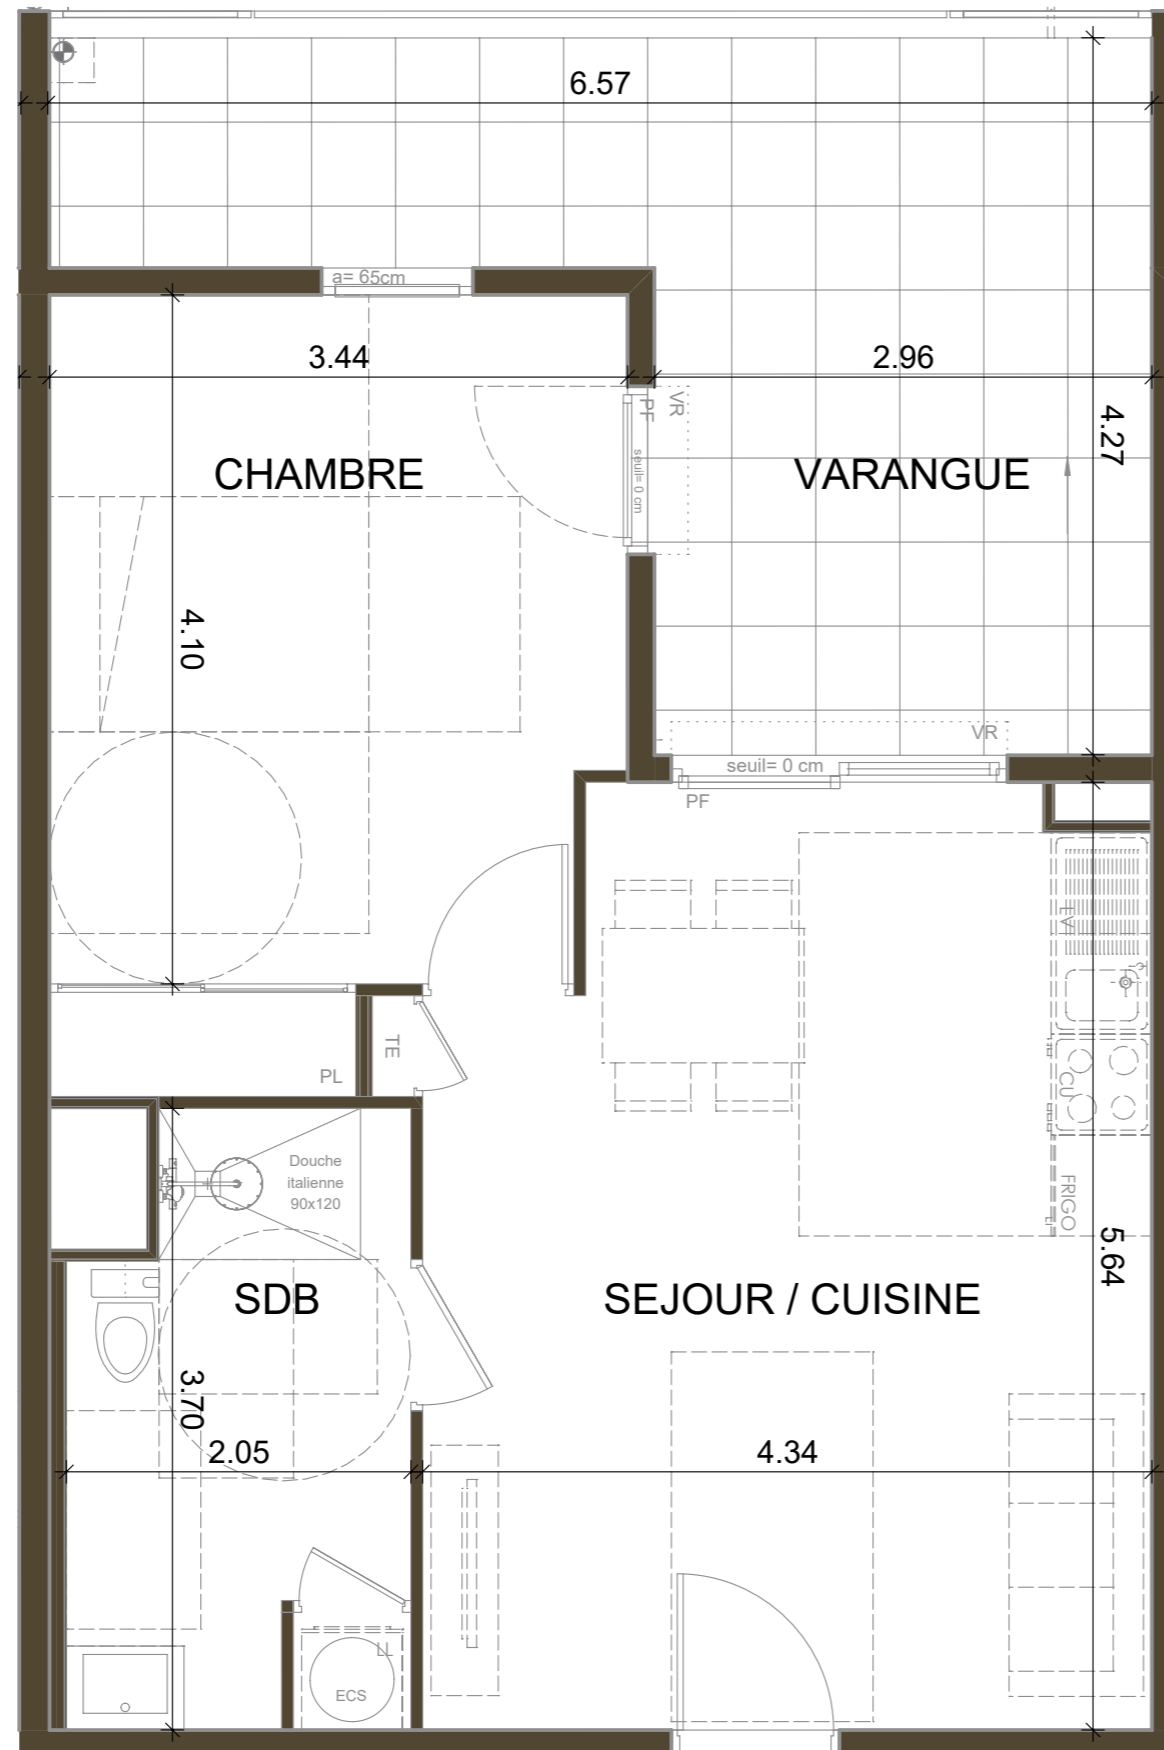 6.57
a= 65cm
3.44
2.96
VR
PF
4.27
seuil= 0 cm
CHAMBRE
VARANGUE
4.10
VR
seuil= 0 cm
PF
LV
TE
PL
CU
Douche
italienne
90x120
FRIGO
5.64
SDB
SEJOUR / CUISINE
3.70
2.05
4.34
LL
ECS